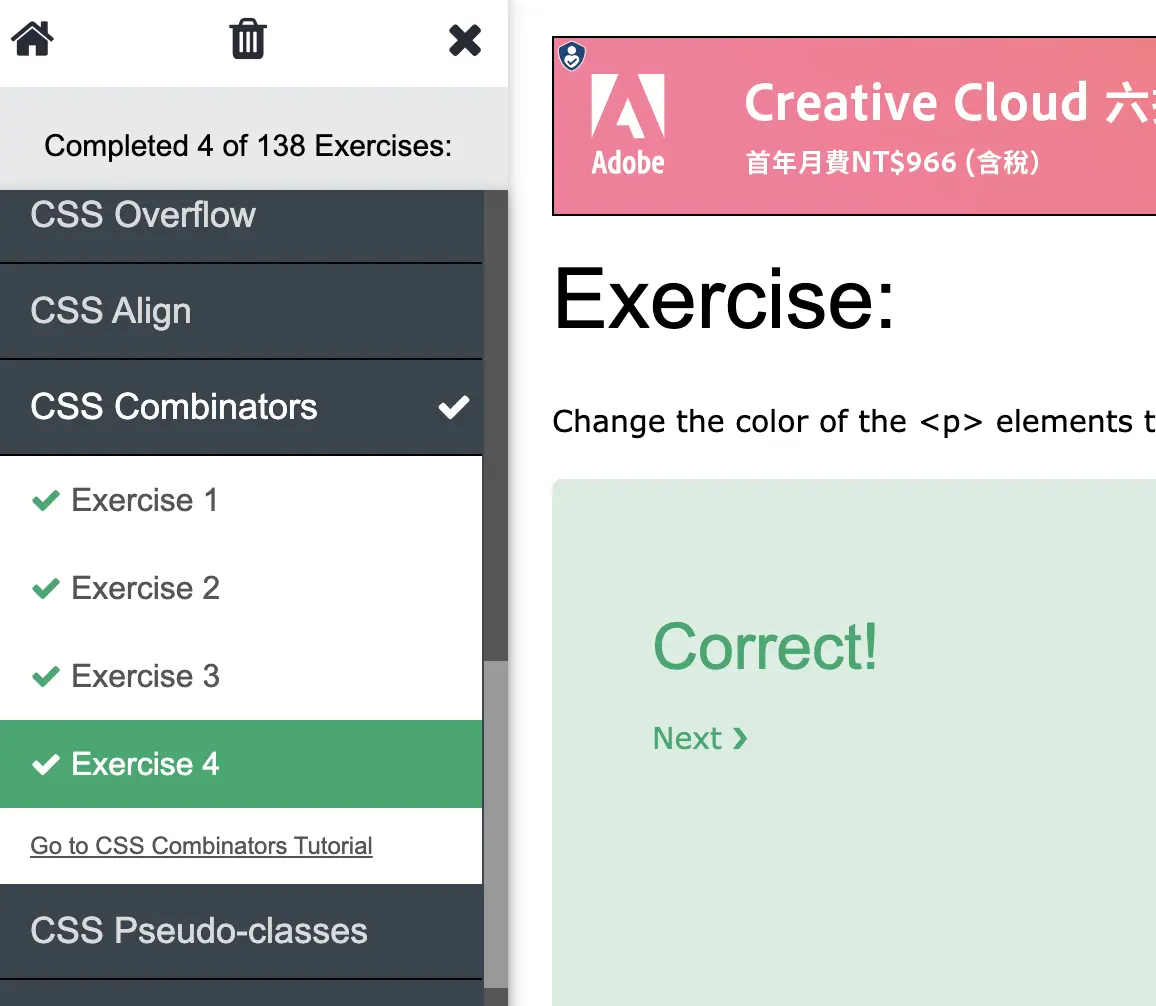 Completed 4 of 138 Exercises:
CSS Overflow
CSS Align
CSS Combinators
Exercise 1
Exercise 2
Exercise 3
Exercise 4
Go to CSS Combinators Tutorial
CSS Pseudo-classes
Adobe
Creative Cloud 六
首年月費NT$966 (含稅)
Exercise:
Change the color of the <p> elements t
Correct!
Next ❯